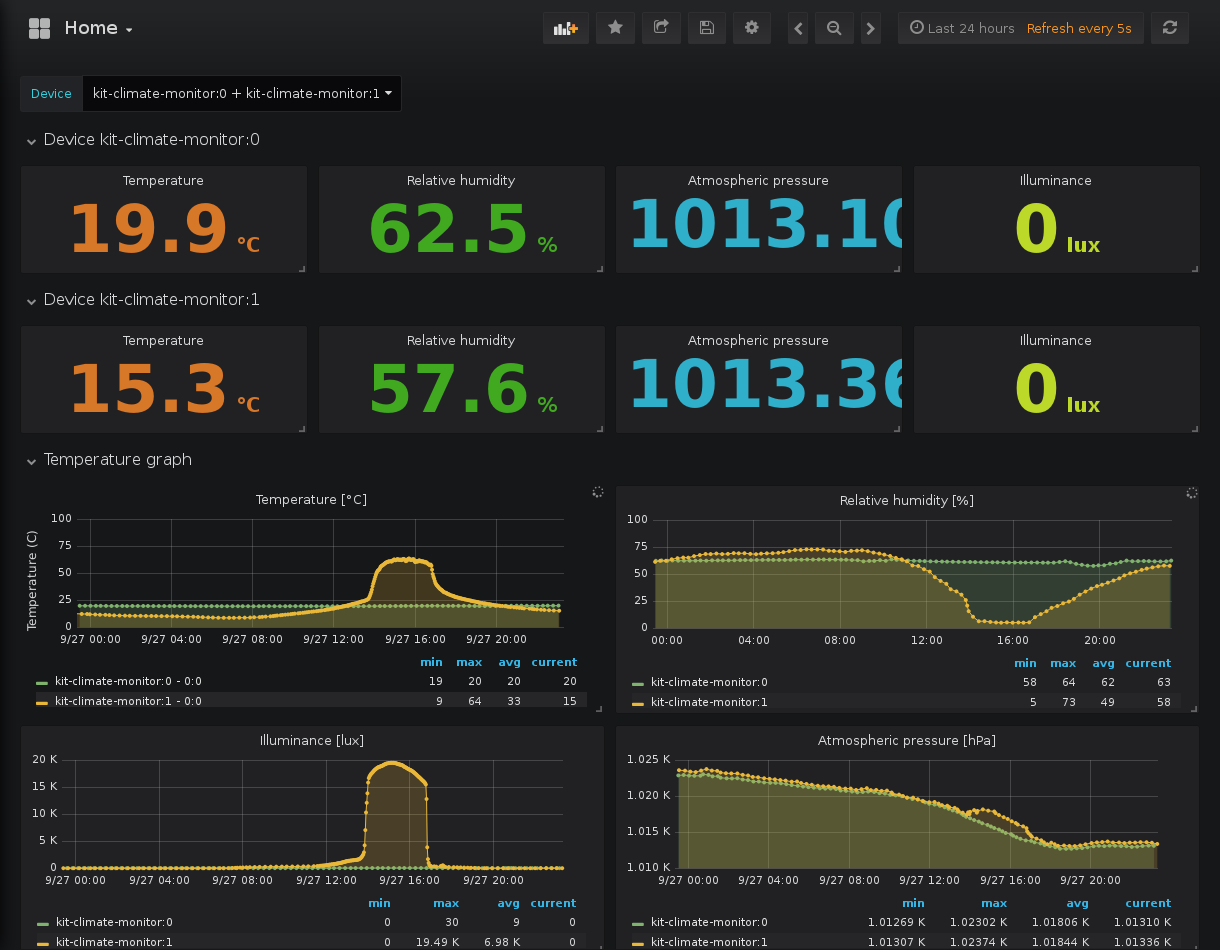 Home
Last 24 hours Refresh every 5s
Device kit-climate-monitor:0 + kit-climate-monitor:1
Device kit-climate-monitor:0
Temperature Relative humidity Atmospheric pressure Illuminance
19.9 °C 62.5 % 1013.10 0 lux
Device kit-climate-monitor:1
Temperature Relative humidity Atmospheric pressure Illuminance
15.3 °C 57.6 % 1013.36 0 lux
Temperature graph
Temperature [°C]
Temperature (C)
100
75
50
25
0
9/27 00:00 9/27 04:00 9/27 08:00 9/27 12:00 9/27 16:00 9/27 20:00
min max avg current
kit-climate-monitor:0 - 0:0 19 20 20 20
kit-climate-monitor:1 - 0:0 9 64 33 15
Relative humidity [%]
100
75
50
25
0
00:00 04:00 08:00 12:00 16:00 20:00
min max avg current
kit-climate-monitor:0 58 64 62 63
kit-climate-monitor:1 5 73 49 58
Illuminance [lux]
20 K
15 K
10 K
5 K
0
9/27 00:00 9/27 04:00 9/27 08:00 9/27 12:00 9/27 16:00 9/27 20:00
min max avg current
kit-climate-monitor:0 0 30 9 0
kit-climate-monitor:1 0 19.49 K 6.98 K 0
Atmospheric pressure [hPa]
1.025 K
1.020 K
1.015 K
1.010 K
9/27 00:00 9/27 04:00 9/27 08:00 9/27 12:00 9/27 16:00 9/27 20:00
min max avg current
kit-climate-monitor:0 1.01269 K 1.02302 K 1.01806 K 1.01310 K
kit-climate-monitor:1 1.01307 K 1.02374 K 1.01844 K 1.01336 K